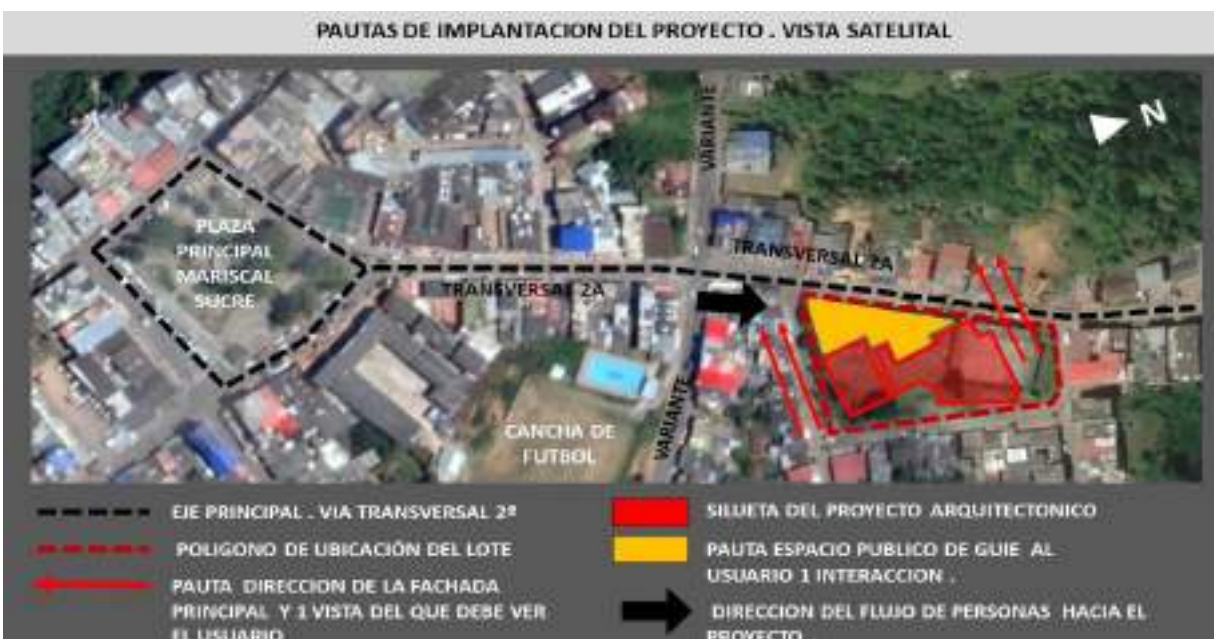 PAUTAS DE IMPLANTACION DEL PROYECTO . VISTA SATELITAL
N
VARIANTE
PLAZA
PRINCIPAL
MARISCAL
SUCRE
TRANSVERSAL 2A
TRANSVERSAL 2A
CANCHA DE
FUTBOL
VARIANTE
EJE PRINCIPAL . VIA TRANSVERSAL 2ª
POLIGONO DE UBICACIÓN DEL LOTE
PAUTA DIRECCION DE LA FACHADA
PRINCIPAL Y 1 VISTA DEL QUE DEBE VER
EL USUARIO
SILUETA DEL PROYECTO ARQUITECTONICO
PAUTA ESPACIO PUBLICO DE GUIE AL
USUARIO 1 INTERACCION .
DIRECCION DEL FLUJO DE PERSONAS HACIA EL
PROYECTO